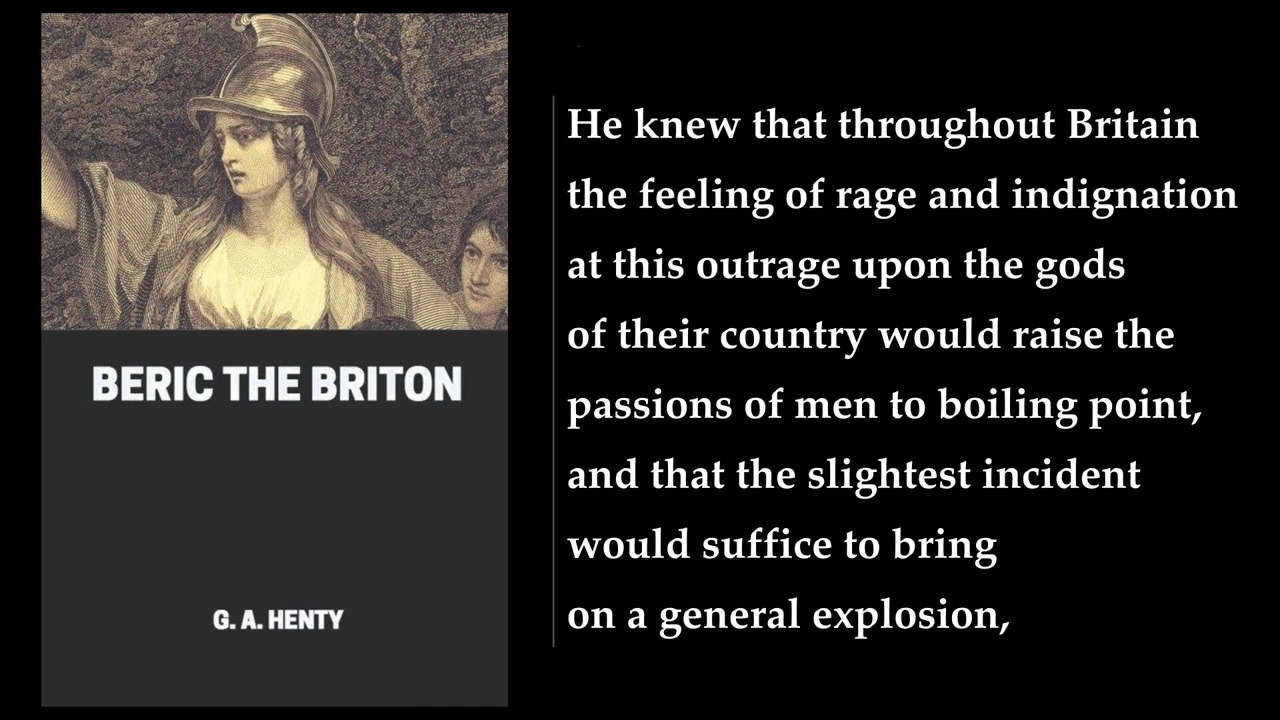 BERIC THE BRITON
G. A. HENTY
He knew that throughout Britain
the feeling of rage and indignation
at this outrage upon the gods
of their country would raise the
passions of men to boiling point,
and that the slightest incident
would suffice to bring
on a general explosion,